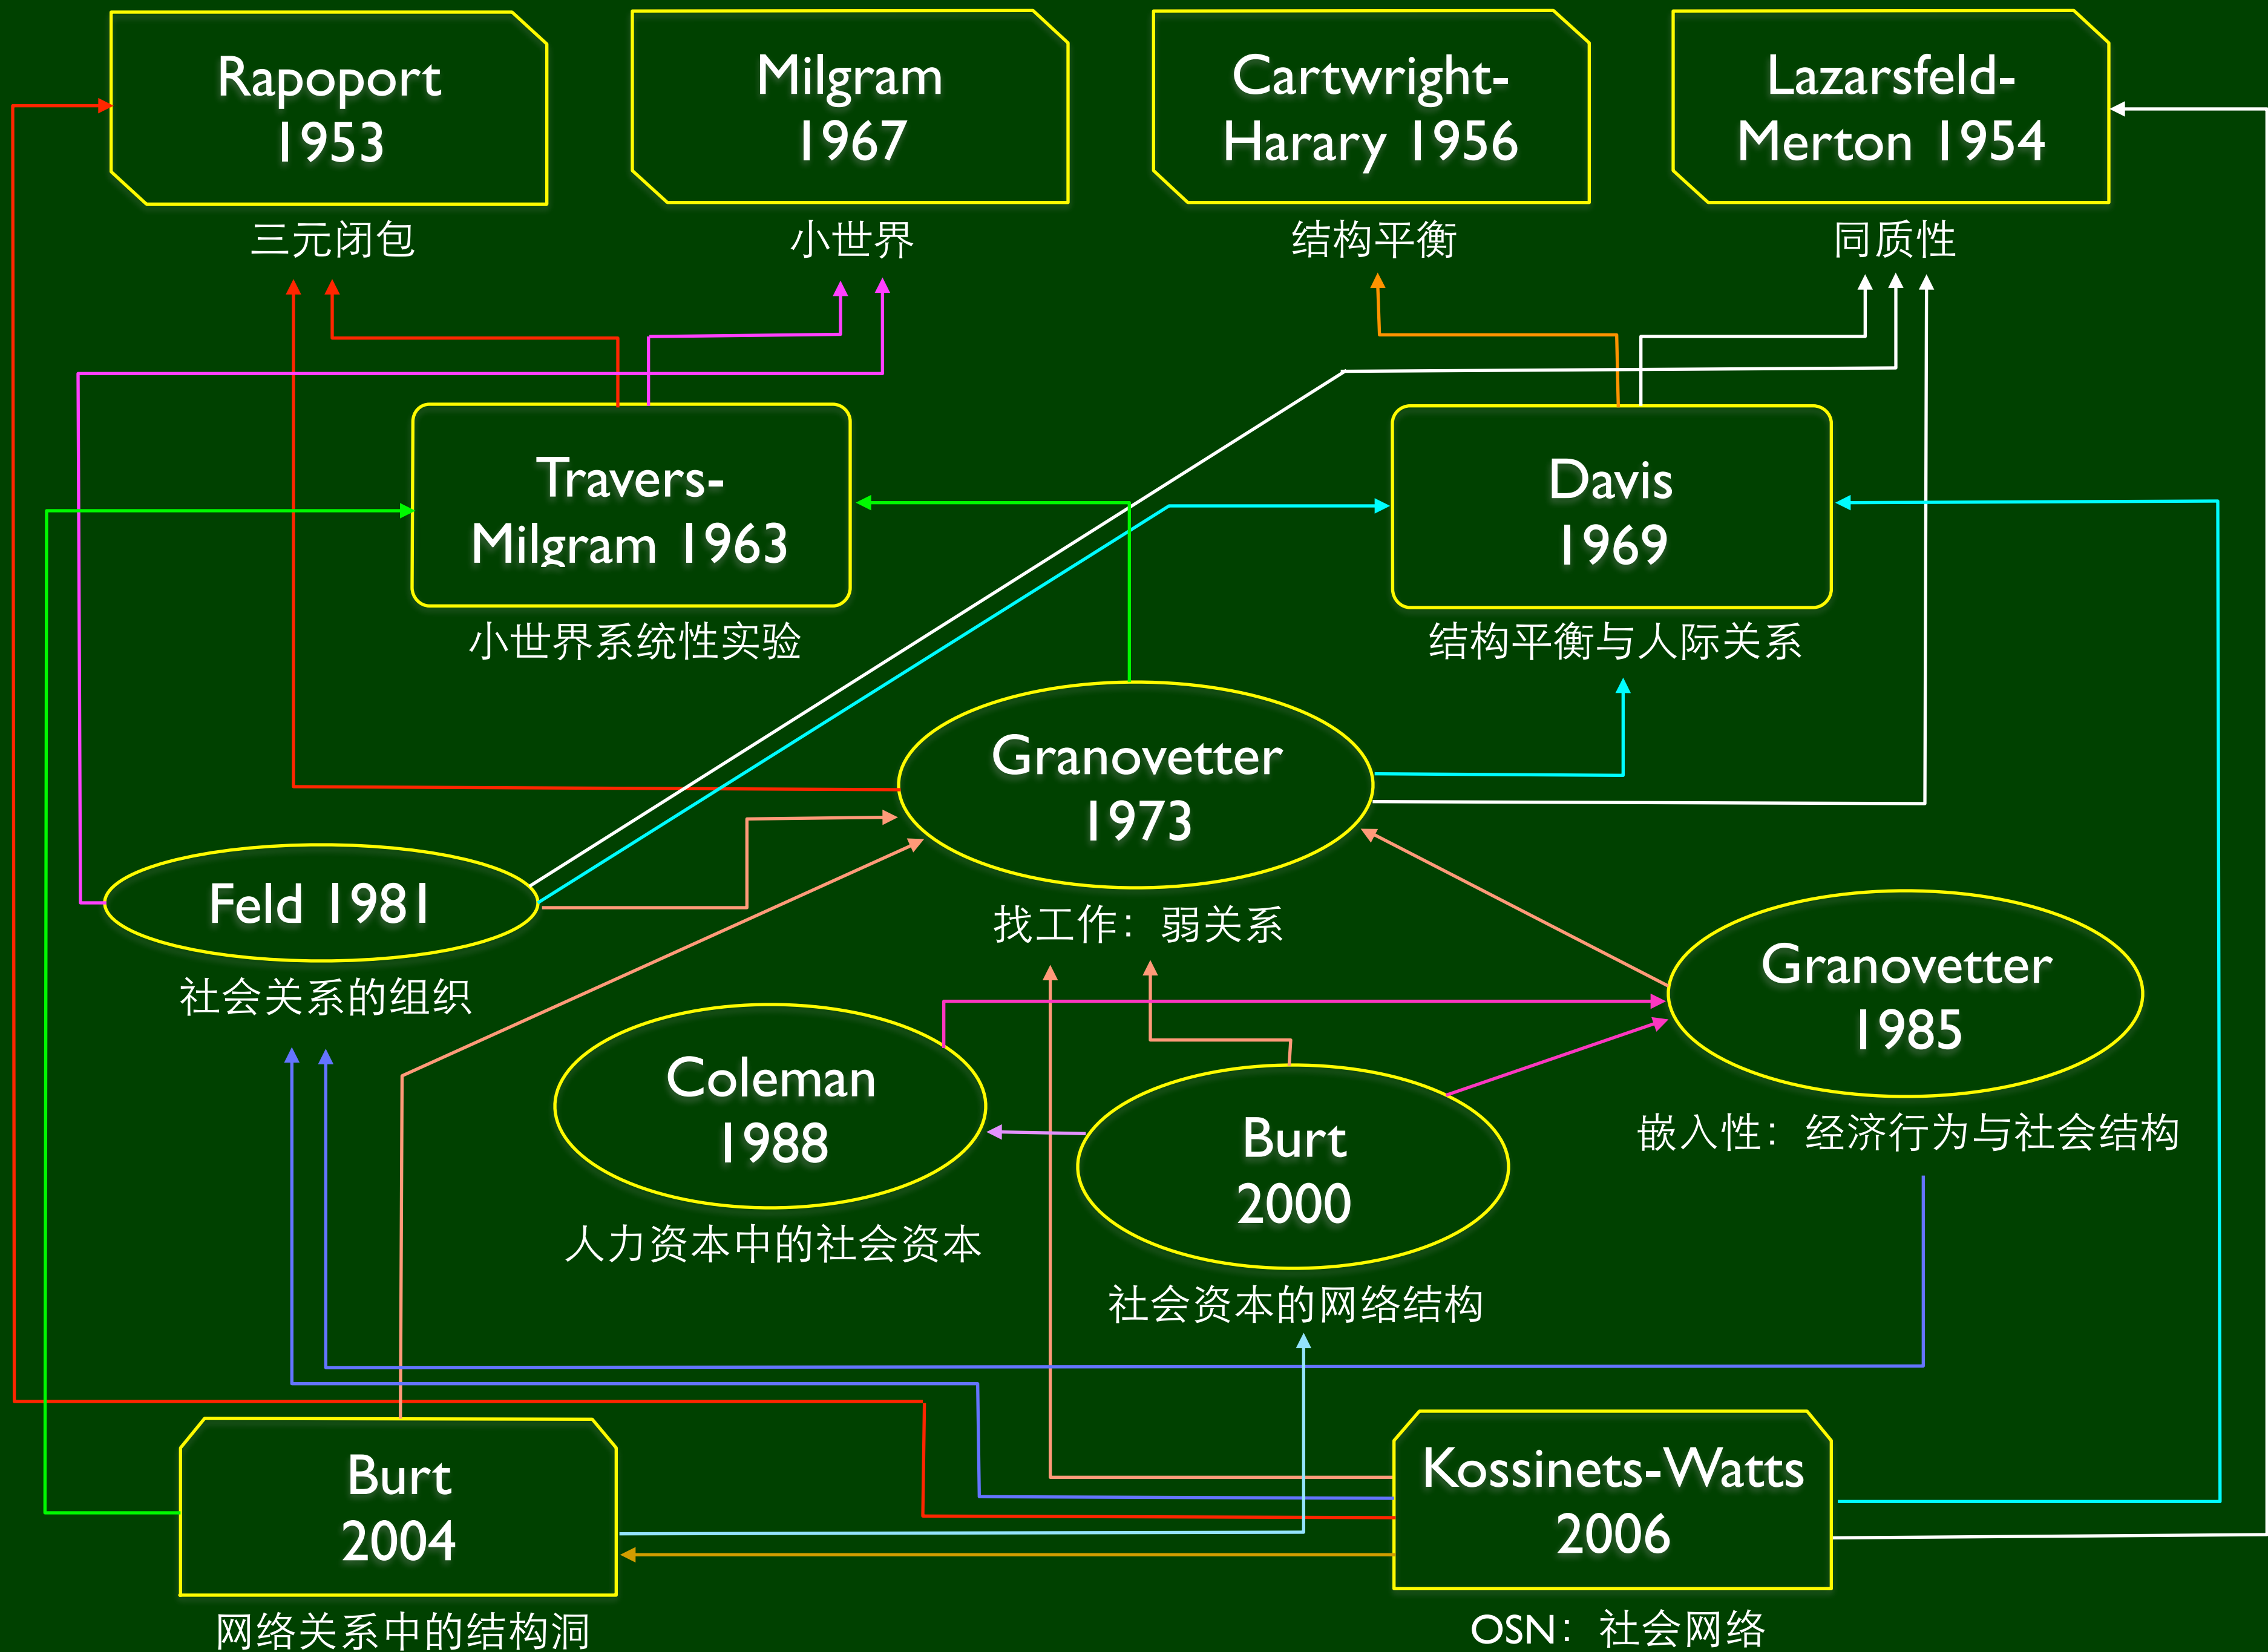 Rapoport
1953
三元闭包
Milgram
1967
小世界
Cartwright-
Harary 1956
结构平衡
Lazarsfeld-
Merton 1954
同质性
Travers-
Milgram 1963
小世界系统性实验
Davis
1969
结构平衡与人际关系
Granovetter
1973
找工作：弱关系
Feld 1981
社会关系的组织
Granovetter
1985
嵌入性：经济行为与社会结构
Coleman
1988
人力资本中的社会资本
Burt
2000
社会资本的网络结构
Burt
2004
网络关系中的结构洞
Kossinets-Watts
2006
OSN：社会网络